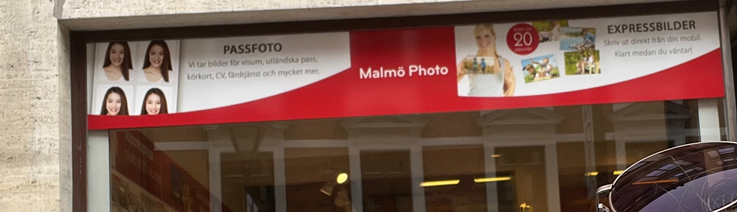 PASSFOTO
Vi tar bilder för visum, utländska pass,
körkort, CV, färdtjänst och mycket mer.
Malmö Photo
20
EXPRESSBILDER
Skriv ut direkt från din mobil.
Klart medan du väntar!